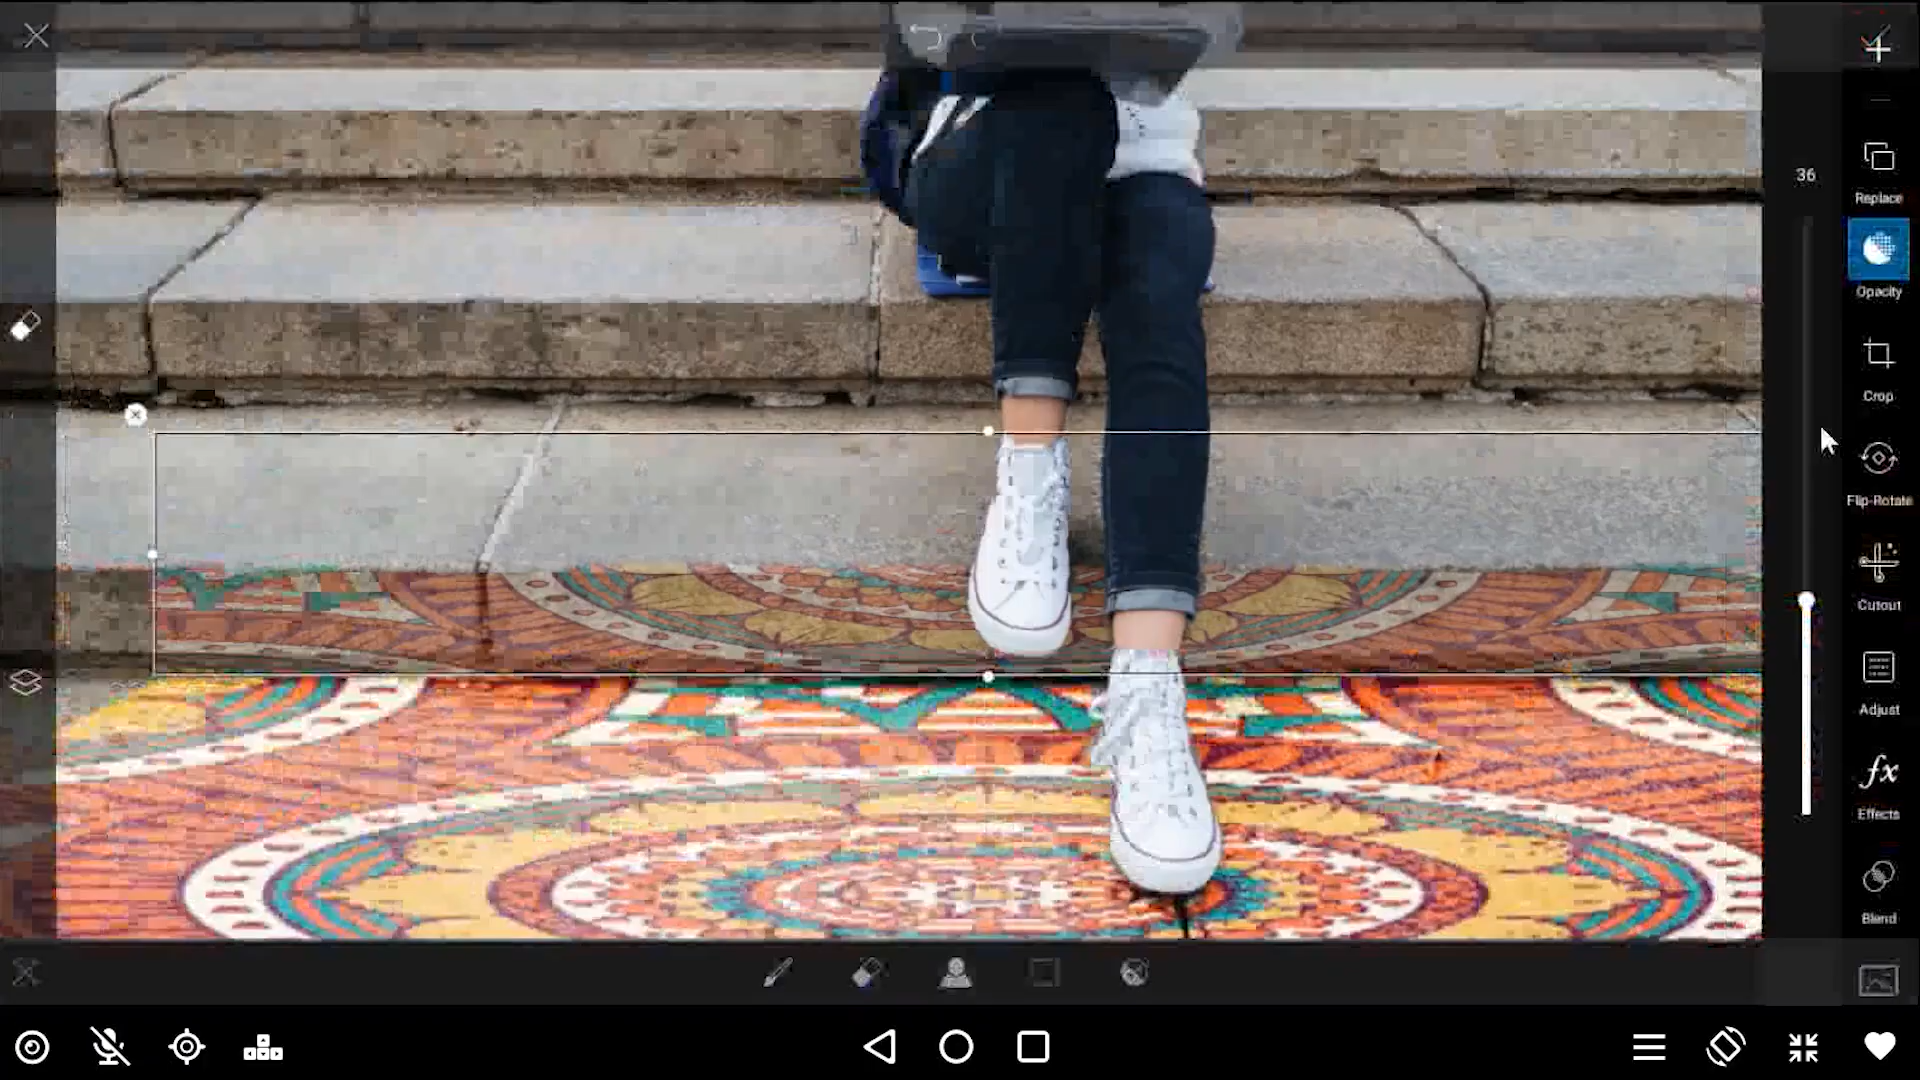 36
Replace
Opacity
Crop
Flip-Rotate
Cutout
Adjust
fx
Effects
Blend